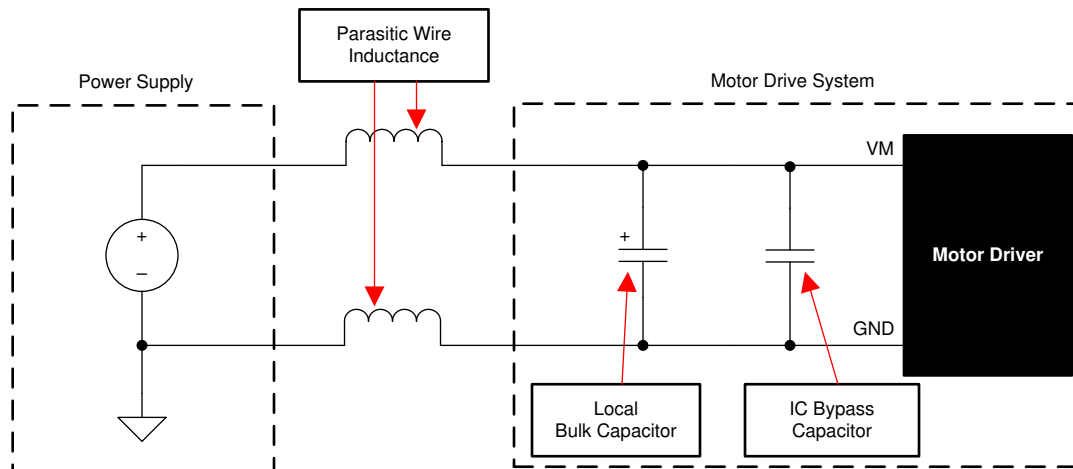 Parasitic Wire
Inductance
Power Supply
Motor Drive System
VM
+
–
+
Motor Driver
GND
Local
Bulk Capacitor
IC Bypass
Capacitor